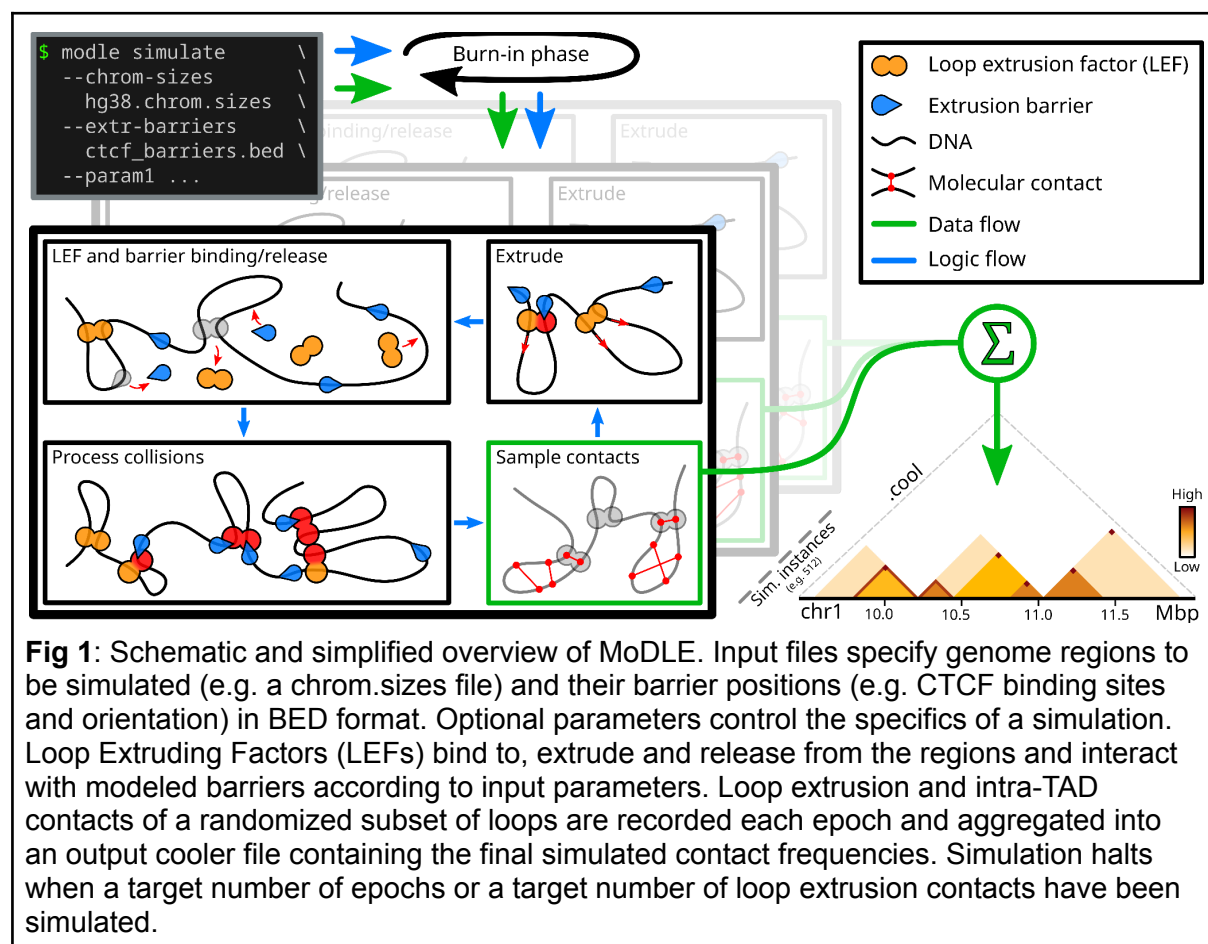 $ modle simulate \
--chrom-sizes \
hg38.chrom.sizes \
--extr-barriers \
ctcf_barriers.bed \
--param1 ...
Burn-in phase
Loop extrusion factor (LEF)
Extrusion barrier
DNA
Molecular contact
Data flow
Logic flow
binding/release
Extrude
g/release
Extrude
LEF and barrier binding/release
Extrude
Process collisions
Sample contacts
Σ
.cool
High
Low
Sim. instances
(e.g. 512)
chr1 10.0 10.5 11.0 11.5 Mbp
Fig 1: Schematic and simplified overview of MoDLE. Input files specify genome regions to
be simulated (e.g. a chrom.sizes file) and their barrier positions (e.g. CTCF binding sites
and orientation) in BED format. Optional parameters control the specifics of a simulation.
Loop Extruding Factors (LEFs) bind to, extrude and release from the regions and interact
with modeled barriers according to input parameters. Loop extrusion and intra-TAD
contacts of a randomized subset of loops are recorded each epoch and aggregated into
an output cooler file containing the final simulated contact frequencies. Simulation halts
when a target number of epochs or a target number of loop extrusion contacts have been
simulated.